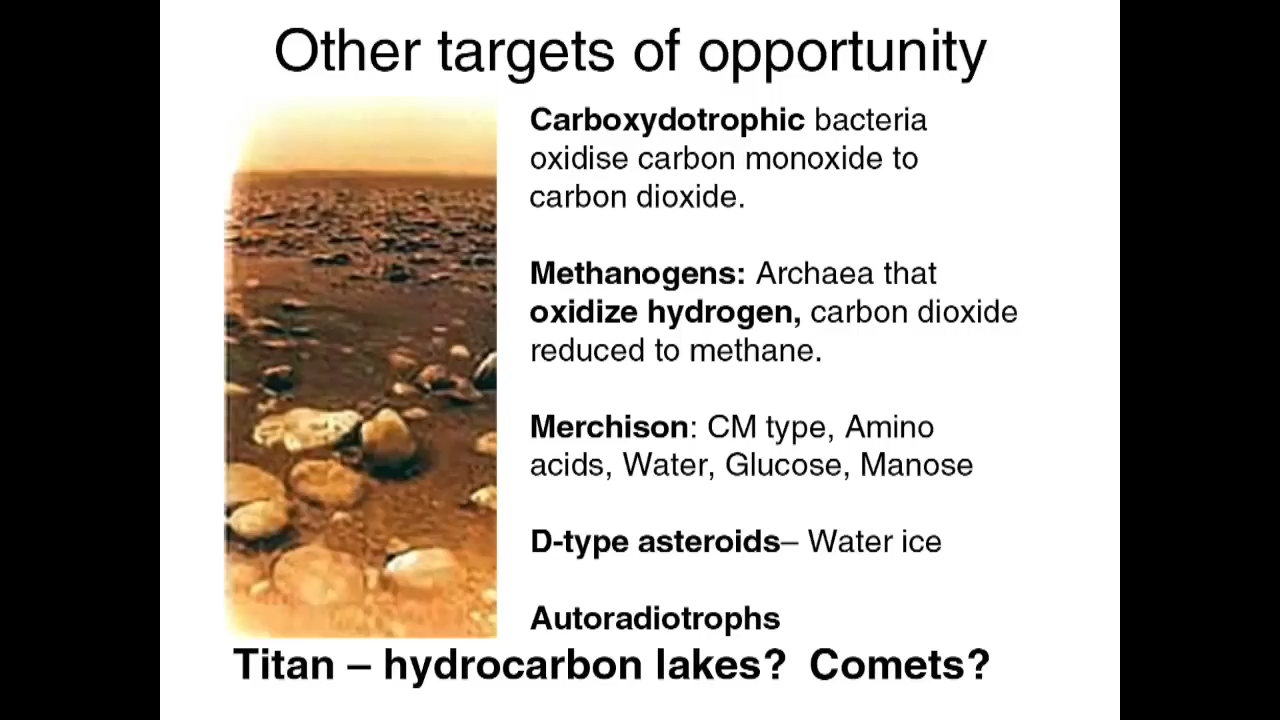 Other targets of opportunity
Carboxydotrophic bacteria
oxidise carbon monoxide to
carbon dioxide.
Methanogens: Archaea that
oxidize hydrogen, carbon dioxide
reduced to methane.
Merchison: CM type, Amino
acids, Water, Glucose, Manose
D-type asteroids– Water ice
Autoradiotrophs
Titan – hydrocarbon lakes? Comets?